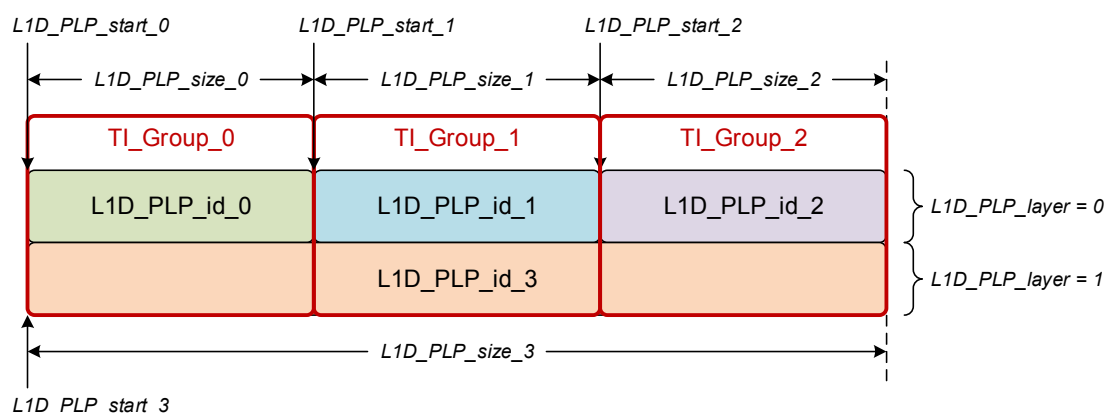 L1D_PLP_start_0 L1D_PLP_start_1 L1D_PLP_start_2
L1D_PLP_size_0 L1D_PLP_size_1 L1D_PLP_size_2
TI_Group_0 TI_Group_1 TI_Group_2
L1D_PLP_id_0 L1D_PLP_id_1 L1D_PLP_id_2 L1D_PLP_layer = 0
L1D_PLP_id_3 L1D_PLP_layer = 1
L1D_PLP_size_3
L1D_PLP_start_3